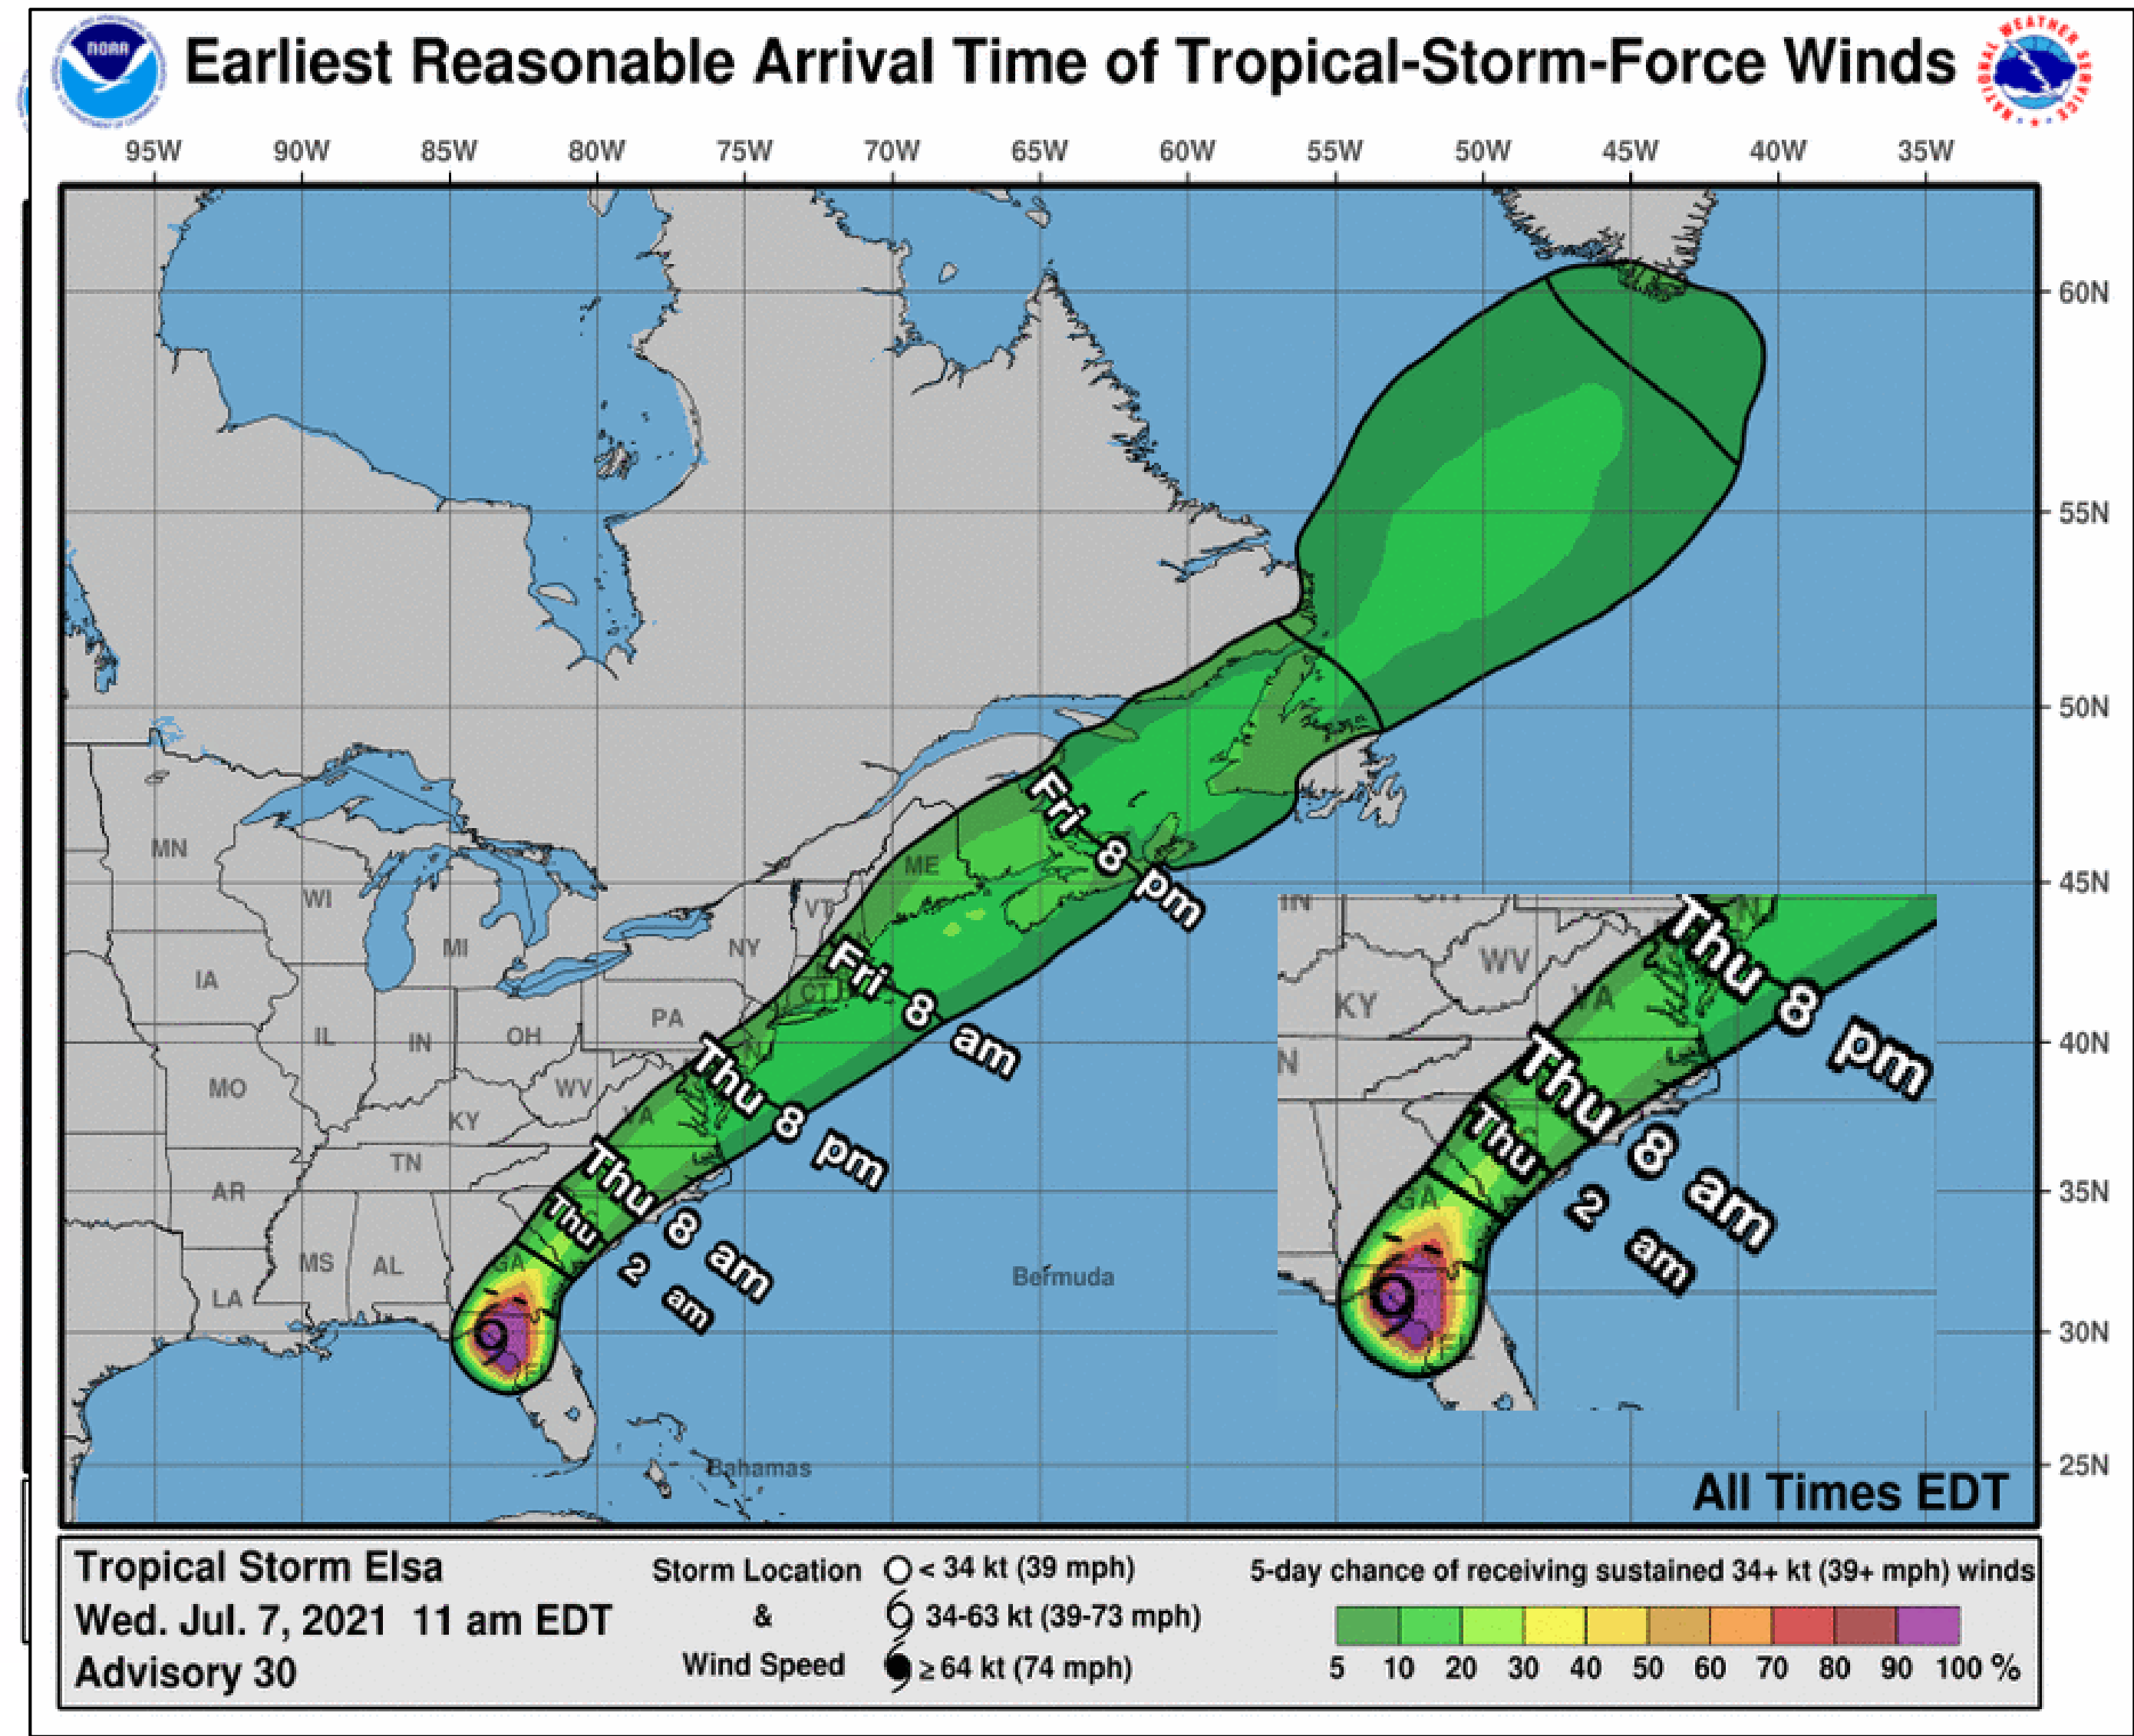 NOAA
Earliest Reasonable Arrival Time of Tropical-Storm-Force Winds
NATIONAL WEATHER SERVICE
95W 90W 85W 80W 75W 70W 65W 60W 55W 50W 45W 40W 35W
60N
55N
50N
45N
40N
35N
30N
25N
MN
WI
MI
IA
IL
IN
OH
PA
NY
VT
ME
CT
MO
KY
WV
VA
TN
AR
MS
AL
GA
LA
FL
Fri 8 pm
Fri 8 am
Thu 8 pm
Thu 8 am
Thu 2 am
Bermuda
Bahamas
IN
OH
WV
KY
VA
N
GA
Thu 8 pm
Thu 8 am
Thu 2 am
All Times EDT
Tropical Storm Elsa
Wed. Jul. 7, 2021 11 am EDT
Advisory 30
Storm Location
&
Wind Speed
< 34 kt (39 mph)
34-63 kt (39-73 mph)
≥ 64 kt (74 mph)
5-day chance of receiving sustained 34+ kt (39+ mph) winds
5 10 20 30 40 50 60 70 80 90 100 %